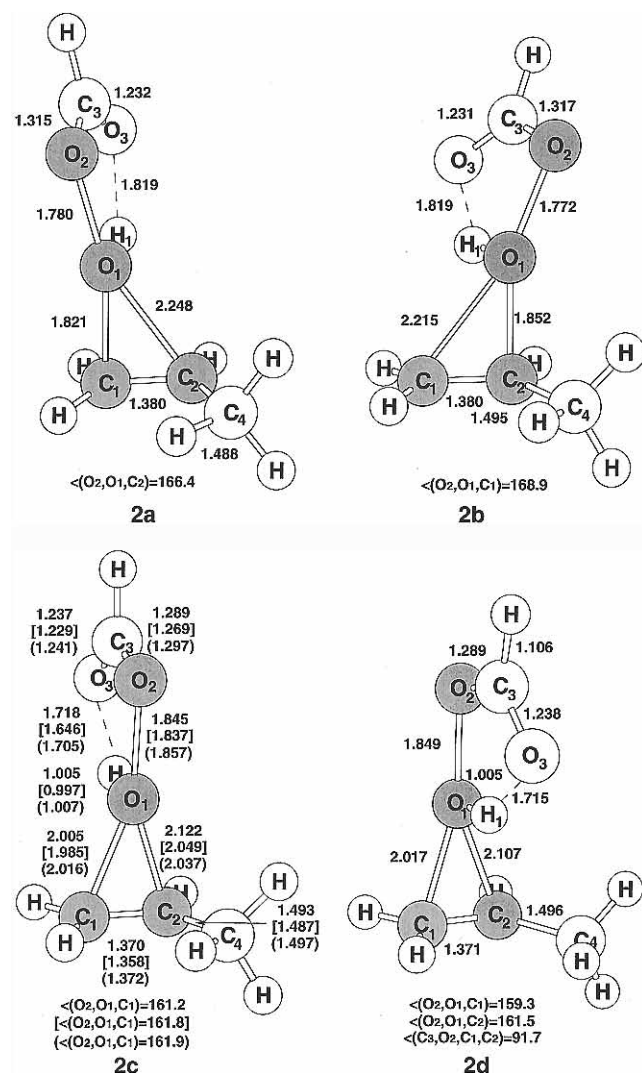 H
C3
1.232
1.315
O3
O2
1.819
1.780
H1
O1
2.248
1.821
H
H
H
C1
C2
1.380
H
C4
H
1.488
H
<(O2,O1,C2)=166.4
2a
H
1.231
1.317
C3
O3
O2
1.819
1.772
H1
O1
2.215
1.852
H
H
H
C1
C2
H
1.380
H
C4
1.495
H
<(O2,O1,C1)=168.9
2b
H
1.237
[1.229]
(1.241)
1.289
[1.269]
(1.297)
C3
O3
O2
1.718
[1.646]
(1.705)
1.845
[1.837]
(1.857)
1.005
[0.997]
(1.007)
H
O1
2.005
[1.985]
(2.016)
2.122
[2.049]
(2.037)
H
H
H
C1
C2
H
H
C4
1.493
[1.487]
(1.497)
1.370
[1.358]
(1.372)
H
<(O2,O1,C1)=161.2
[<(O2,O1,C1)=161.8]
(<(O2,O1,C1)=161.9)
2c
H
1.289
1.106
O2
C3
1.238
1.849
O3
1.005
O1
H1
1.715
2.017
2.107
H
H
H
1.496
C1
C2
H
C4
1.371
H
H
<(O2,O1,C1)=159.3
<(O2,O1,C2)=161.5
<(C3,O2,C1,C2)=91.7
2d